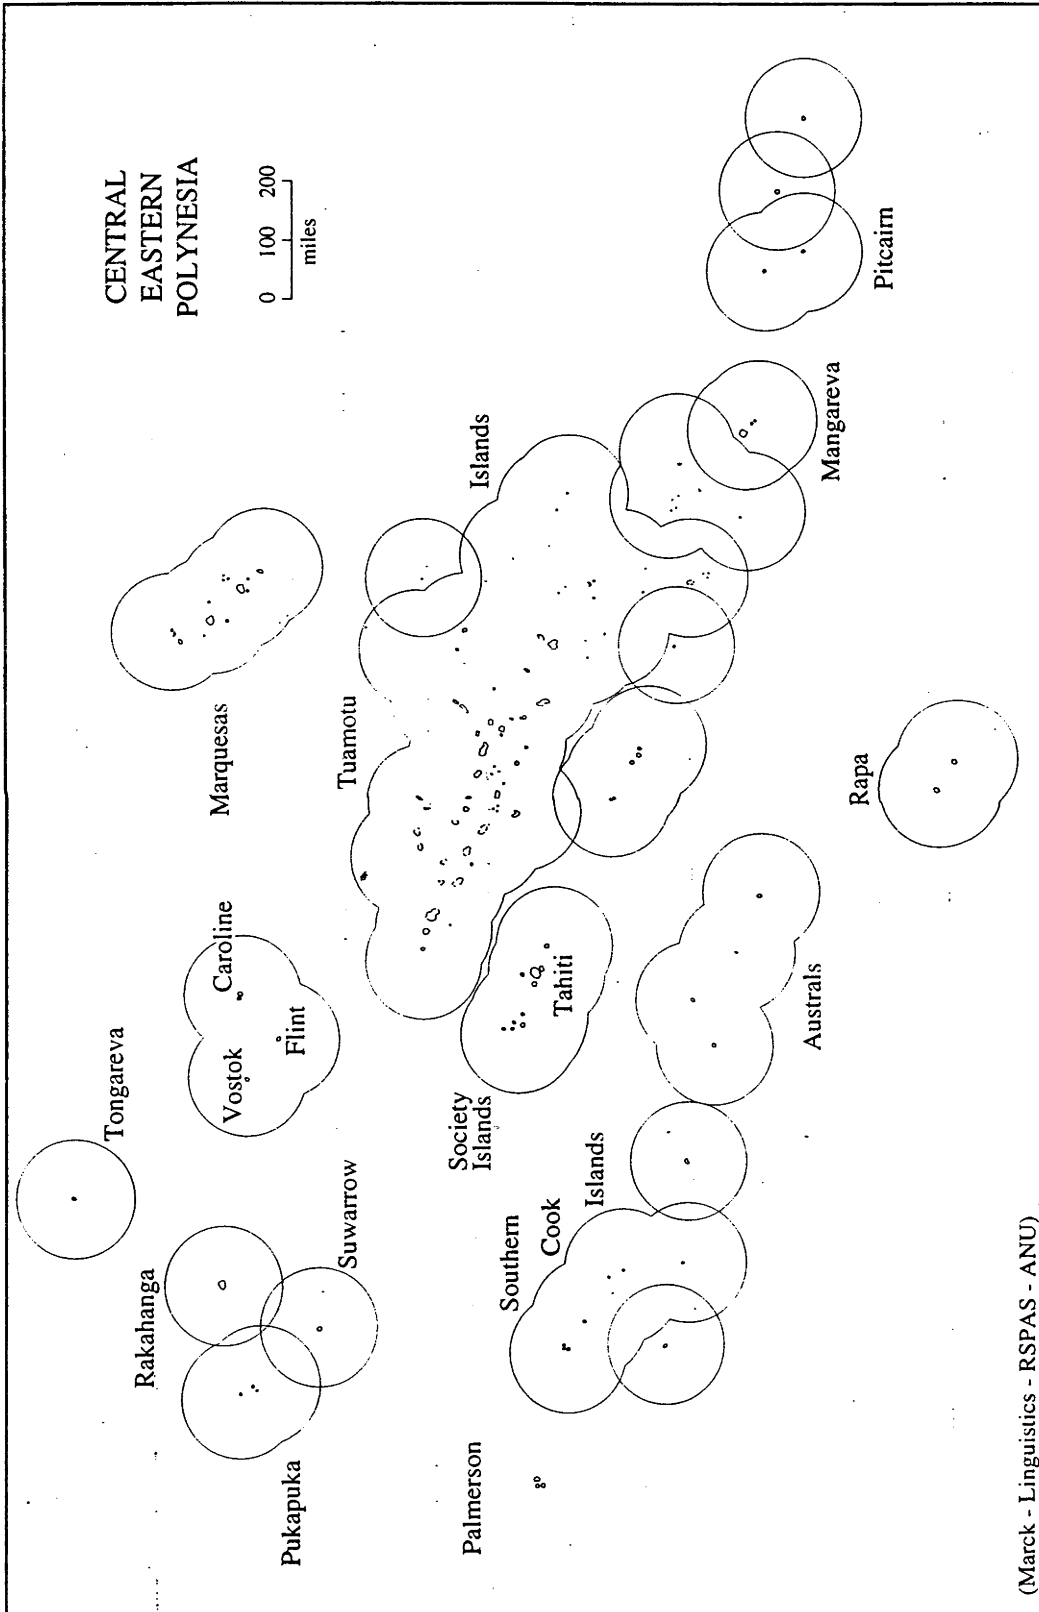 CENTRAL
EASTERN
POLYNESIA
0 100 200
miles
Tongareva
Rakahanga
Pukapuka
Suwarrow
Vostok
Caroline
Flint
Marquesas
Tuamotu
Islands
Society
Islands
Tahiti
Palmerson
Southern
Cook
Islands
Australs
Rapa
Mangareva
Pitcairn
(Marck - Linguistics - RSPAS - ANU)